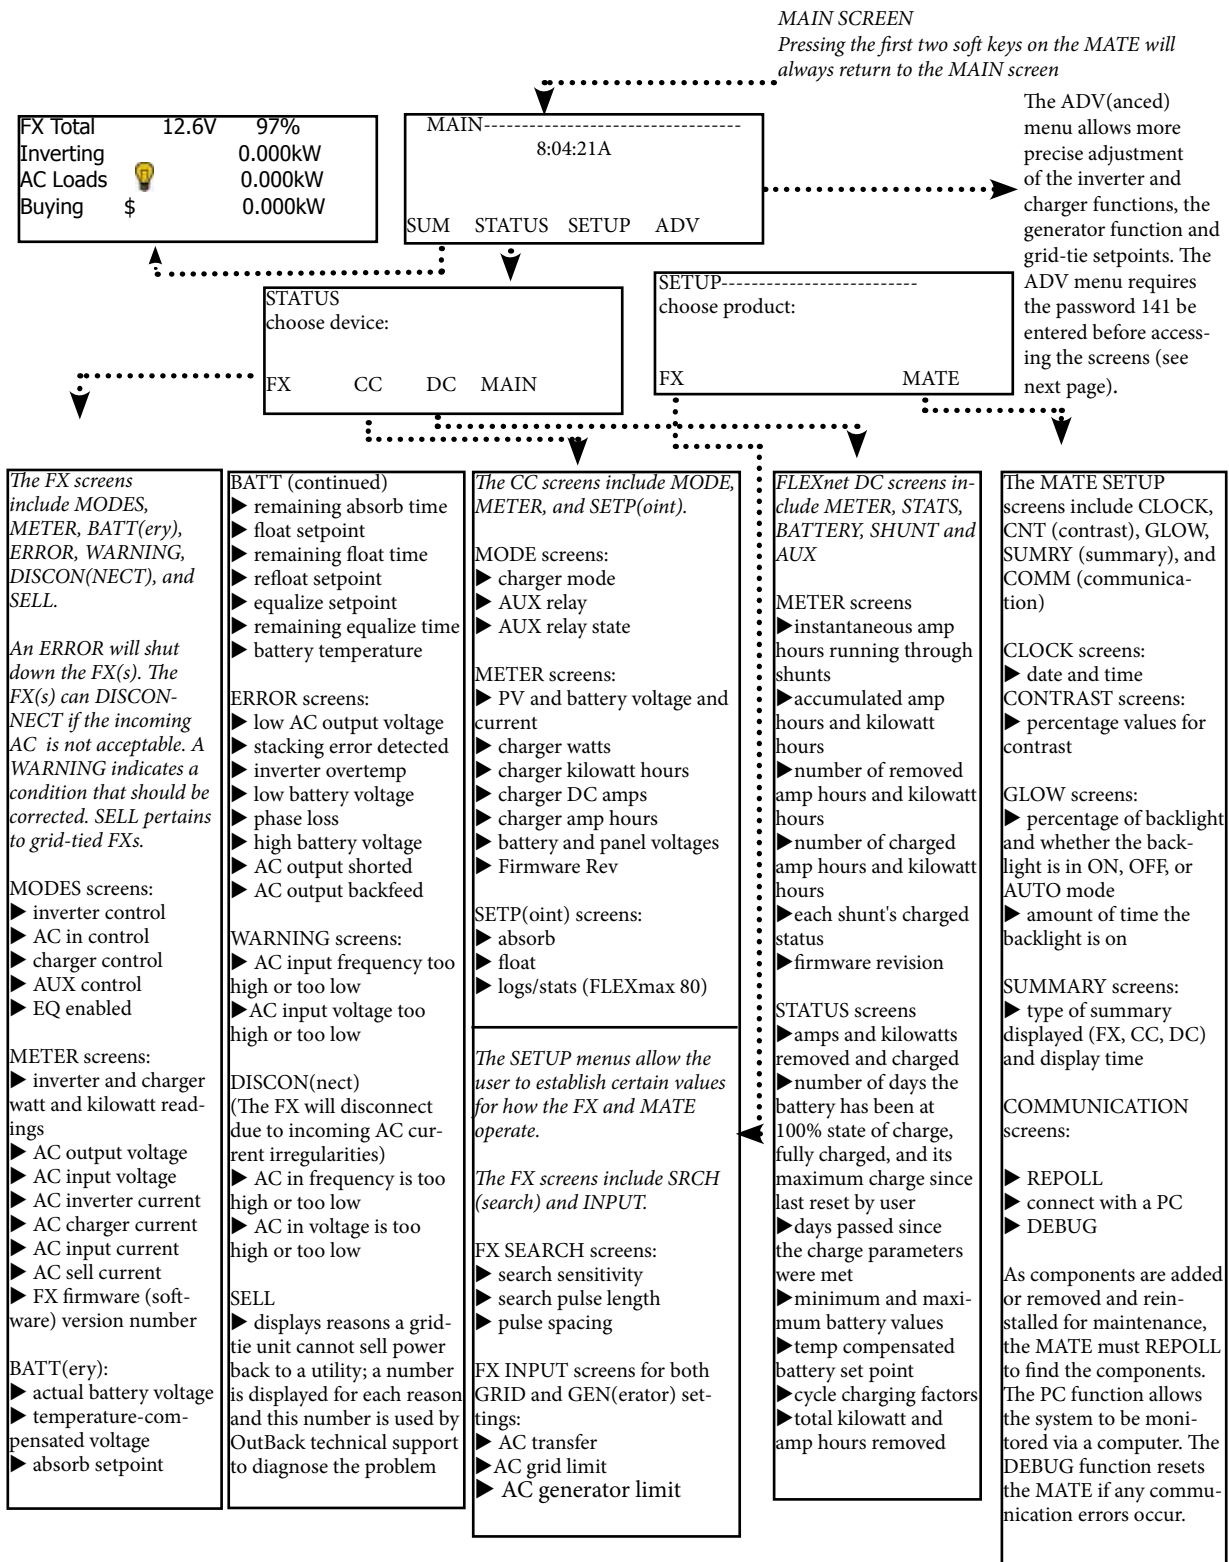 MAIN SCREEN
Pressing the first two soft keys on the MATE will
always return to the MAIN screen
FX Total 12.6V 97%
Inverting 0.000kW
AC Loads 0.000kW
Buying $ 0.000kW
MAIN----------------------------------
8:04:21A
SUM STATUS SETUP ADV
The ADV(anced)
menu allows more
precise adjustment
of the inverter and
charger functions, the
generator function and
grid-tie setpoints. The
ADV menu requires
the password 141 be
entered before access-
ing the screens (see
next page).
STATUS
choose device:
FX CC DC MAIN
SETUP--------------------------
choose product:
FX MATE
The FX screens
include MODES,
METER, BATT(ery),
ERROR, WARNING,
DISCON(NECT), and
SELL.
An ERROR will shut
down the FX(s). The
FX(s) can DISCON-
NECT if the incoming
AC is not acceptable. A
WARNING indicates a
condition that should be
corrected. SELL pertains
to grid-tied FXs.
MODES screens:
▶ inverter control
▶ AC in control
▶ charger control
▶ AUX control
▶ EQ enabled
METER screens:
▶ inverter and charger
watt and kilowatt read-
ings
▶ AC output voltage
▶ AC input voltage
▶ AC inverter current
▶ AC charger current
▶ AC input current
▶ AC sell current
▶ FX firmware (soft-
ware) version number
BATT(ery):
▶ actual battery voltage
▶ temperature-com-
pensated voltage
▶ absorb setpoint
BATT (continued)
▶ remaining absorb time
▶ float setpoint
▶ remaining float time
▶ refloat setpoint
▶ equalize setpoint
▶ remaining equalize time
▶ battery temperature
ERROR screens:
▶ low AC output voltage
▶ stacking error detected
▶ inverter overtemp
▶ low battery voltage
▶ phase loss
▶ high battery voltage
▶ AC output shorted
▶ AC output backfeed
WARNING screens:
▶ AC input frequency too
high or too low
▶AC input voltage too
high or too low
DISCON(nect)
(The FX will disconnect
due to incoming AC cur-
rent irregularities)
▶ AC in frequency is too
high or too low
▶ AC in voltage is too
high or too low
SELL
▶ displays reasons a grid-
tie unit cannot sell power
back to a utility; a number
is displayed for each reason
and this number is used by
OutBack technical support
to diagnose the problem
The CC screens include MODE,
METER, and SETP(oint).
MODE screens:
▶ charger mode
▶ AUX relay
▶ AUX relay state
METER screens:
▶ PV and battery voltage and
current
▶ charger watts
▶ charger kilowatt hours
▶ charger DC amps
▶ charger amp hours
▶ battery and panel voltages
▶ Firmware Rev
SETP(oint) screens:
▶ absorb
▶ float
▶ logs/stats (FLEXmax 80)
The SETUP menus allow the
user to establish certain values
for how the FX and MATE
operate.
The FX screens include SRCH
(search) and INPUT.
FX SEARCH screens:
▶ search sensitivity
▶ search pulse length
▶ pulse spacing
FX INPUT screens for both
GRID and GEN(erator) set-
tings:
▶ AC transfer
▶AC grid limit
▶ AC generator limit
FLEXnet DC screens in-
clude METER, STATS,
BATTERY, SHUNT and
AUX
METER screens
▶instantaneous amp
hours running through
shunts
▶accumulated amp
hours and kilowatt
hours
▶number of removed
amp hours and kilowatt
hours
▶number of charged
amp hours and kilowatt
hours
▶each shunt's charged
status
▶firmware revision
STATUS screens
▶amps and kilowatts
removed and charged
▶number of days the
battery has been at
100% state of charge,
fully charged, and its
maximum charge since
last reset by user
▶days passed since
the charge parameters
were met
▶minimum and maxi-
mum battery values
▶temp compensated
battery set point
▶cycle charging factors
▶total kilowatt and
amp hours removed
The MATE SETUP
screens include CLOCK,
CNT (contrast), GLOW,
SUMRY (summary), and
COMM (communica-
tion)
CLOCK screens:
▶ date and time
CONTRAST screens:
▶ percentage values for
contrast
GLOW screens:
▶ percentage of backlight
and whether the back-
light is in ON, OFF, or
AUTO mode
▶ amount of time the
backlight is on
SUMMARY screens:
▶ type of summary
displayed (FX, CC, DC)
and display time
COMMUNICATION
screens:
▶ REPOLL
▶ connect with a PC
▶ DEBUG
As components are added
or removed and rein-
stalled for maintenance,
the MATE must REPOLL
to find the components.
The PC function allows
the system to be moni-
tored via a computer. The
DEBUG function resets
the MATE if any commu-
nication errors occur.